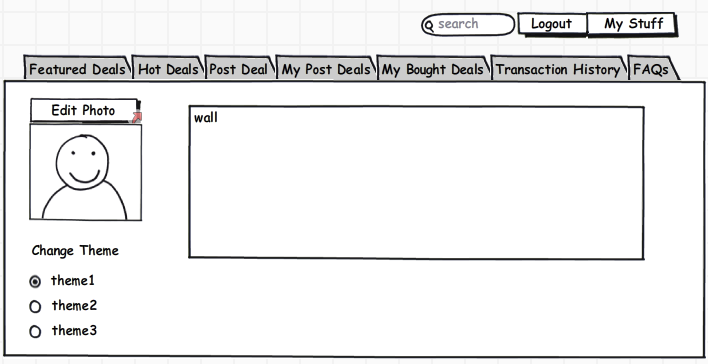 search Logout My Stuff
Featured Deals Hot Deals Post Deal My Post Deals My Bought Deals Transaction History FAQs
Edit Photo
wall
Change Theme
theme1
theme2
theme3